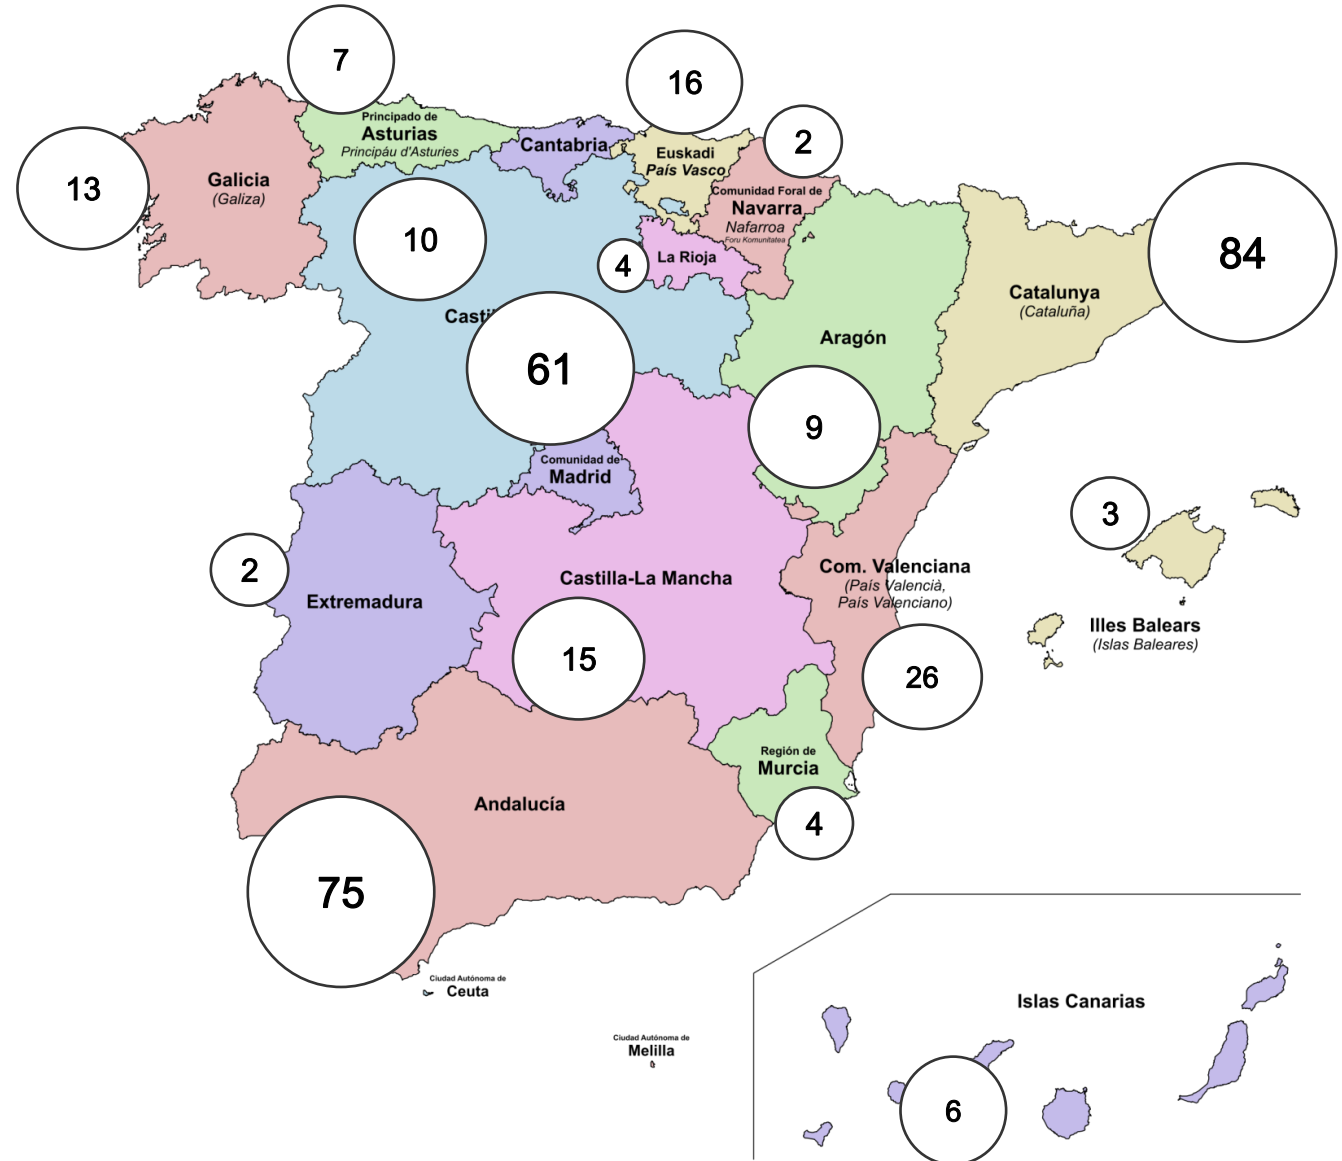 7
16
Principado de
Asturias
Principáu d'Asturies
Cantabria
2
Euskadi
País Vasco
13
Galicia
(Galiza)
Comunidad Foral de
Navarra
Nafarroa
Foru Komunitatea
10
4
La Rioja
84
Catalunya
(Cataluña)
Casti
Aragón
61
9
Comunidad de
Madrid
3
2
Com. Valenciana
(País Valencià,
País Valenciano)
Castilla-La Mancha
Extremadura
Illes Balears
(Islas Baleares)
15
26
Región de
Murcia
Andalucía
4
75
Ciudad Autónoma de
Ceuta
Islas Canarias
Ciudad Autónoma de
Melilla
6